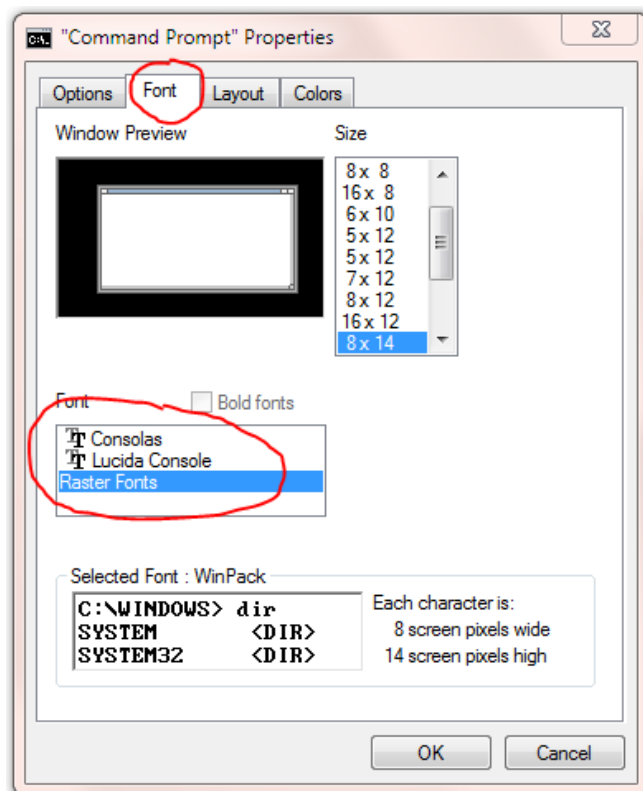 "Command Prompt" Properties
Options Font Layout Colors
Window Preview
Size
8 x 8
16 x 8
6 x 10
5 x 12
5 x 12
7 x 12
8 x 12
16 x 12
8 x 14
Font
Bold fonts
Consolas
Lucida Console
Raster Fonts
Selected Font : WinPack
C:\WINDOWS> dir
SYSTEM <DIR>
SYSTEM32 <DIR>
Each character is:
8 screen pixels wide
14 screen pixels high
OK Cancel